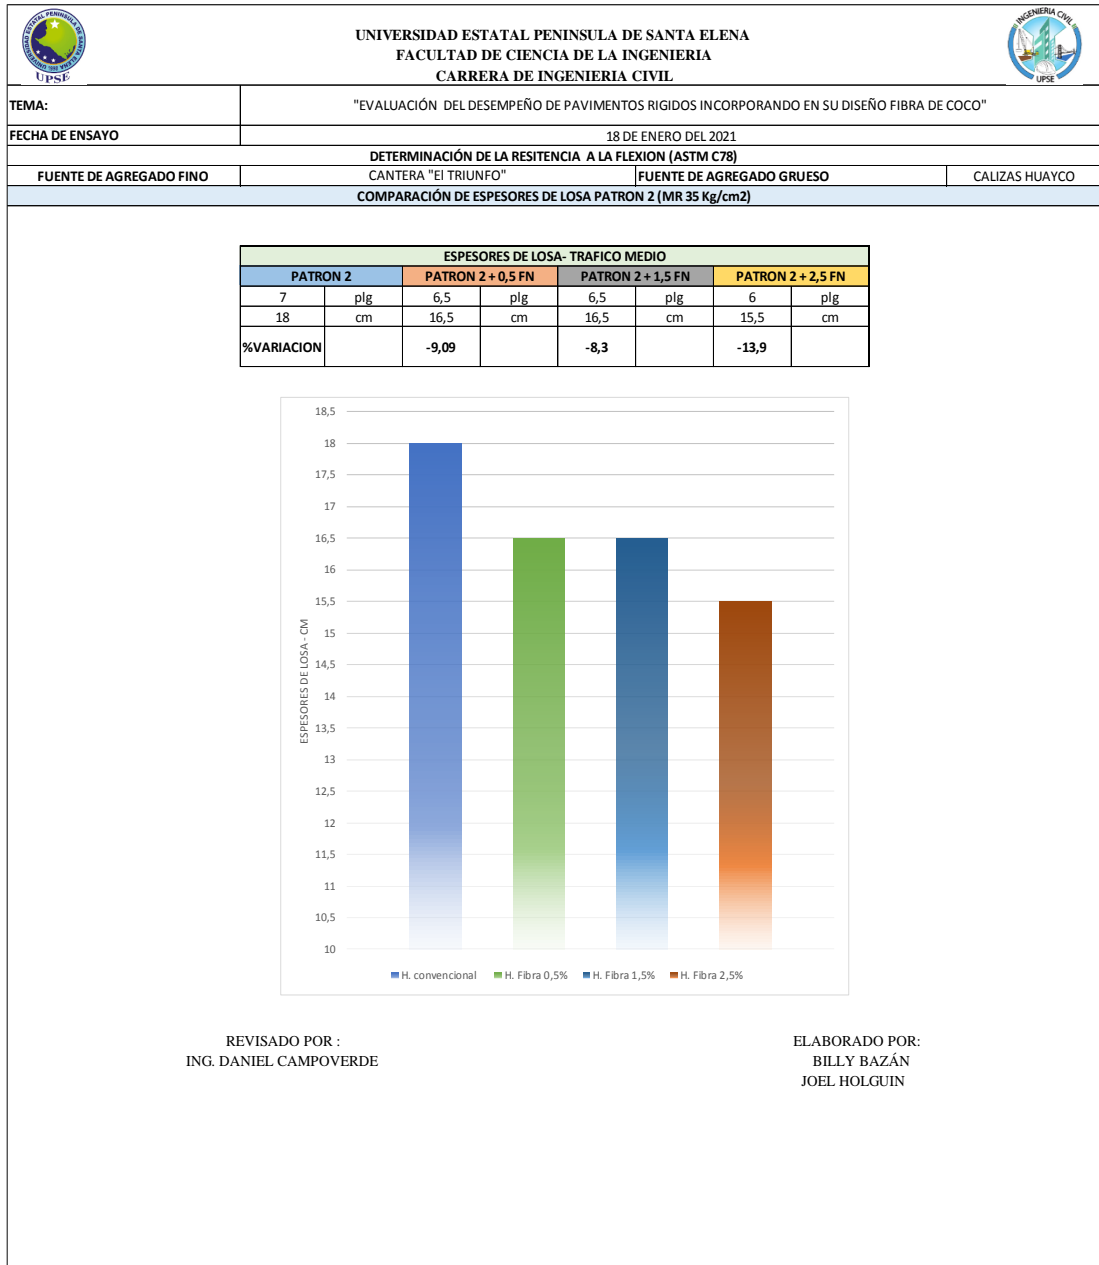 UNIVERSIDAD ESTATAL PENINSULA DE SANTA ELENA
FACULTAD DE CIENCIA DE LA INGENIERIA
CARRERA DE INGENIERIA CIVIL
UNIVERSIDAD ESTATAL PENINSULA DE SANTA ELENA
UPSE
INGENIERIA CIVIL
UPSE
TEMA: "EVALUACIÓN DEL DESEMPEÑO DE PAVIMENTOS RIGIDOS INCORPORANDO EN SU DISEÑO FIBRA DE COCO"
FECHA DE ENSAYO 18 DE ENERO DEL 2021
DETERMINACIÓN DE LA RESITENCIA A LA FLEXION (ASTM C78)
FUENTE DE AGREGADO FINO CANTERA "El TRIUNFO" FUENTE DE AGREGADO GRUESO CALIZAS HUAYCO
COMPARACIÓN DE ESPESORES DE LOSA PATRON 2 (MR 35 Kg/cm2)
ESPESORES DE LOSA- TRAFICO MEDIO
PATRON 2 PATRON 2 + 0,5 FN PATRON 2 + 1,5 FN PATRON 2 + 2,5 FN
7 plg 6,5 plg 6,5 plg 6 plg
18 cm 16,5 cm 16,5 cm 15,5 cm
%VARIACION -9,09 -8,3 -13,9
18,5
18
17,5
17
16,5
16
15,5
15
14,5
14
13,5
13
12,5
12
11,5
11
10,5
10
ESPESORES DE LOSA - CM
H. convencional H. Fibra 0,5% H. Fibra 1,5% H. Fibra 2,5%
REVISADO POR :
ING. DANIEL CAMPOVERDE
ELABORADO POR:
BILLY BAZÁN
JOEL HOLGUIN